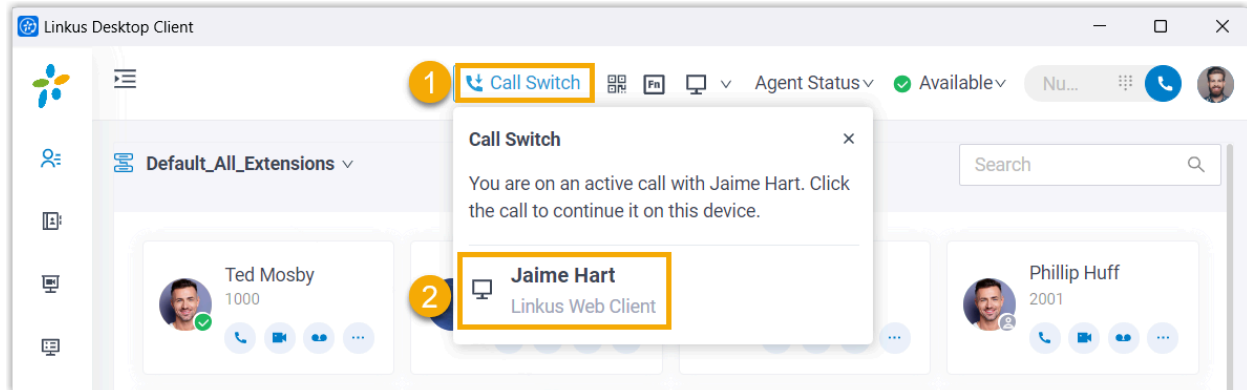 Linkus Desktop Client
1
Call Switch
Fn
Agent Status
Available
Nu...
Call Switch
You are on an active call with Jaime Hart. Click
the call to continue it on this device.
2
Jaime Hart
Linkus Web Client
Default_All_Extensions
Search
Ted Mosby
1000
Phillip Huff
2001